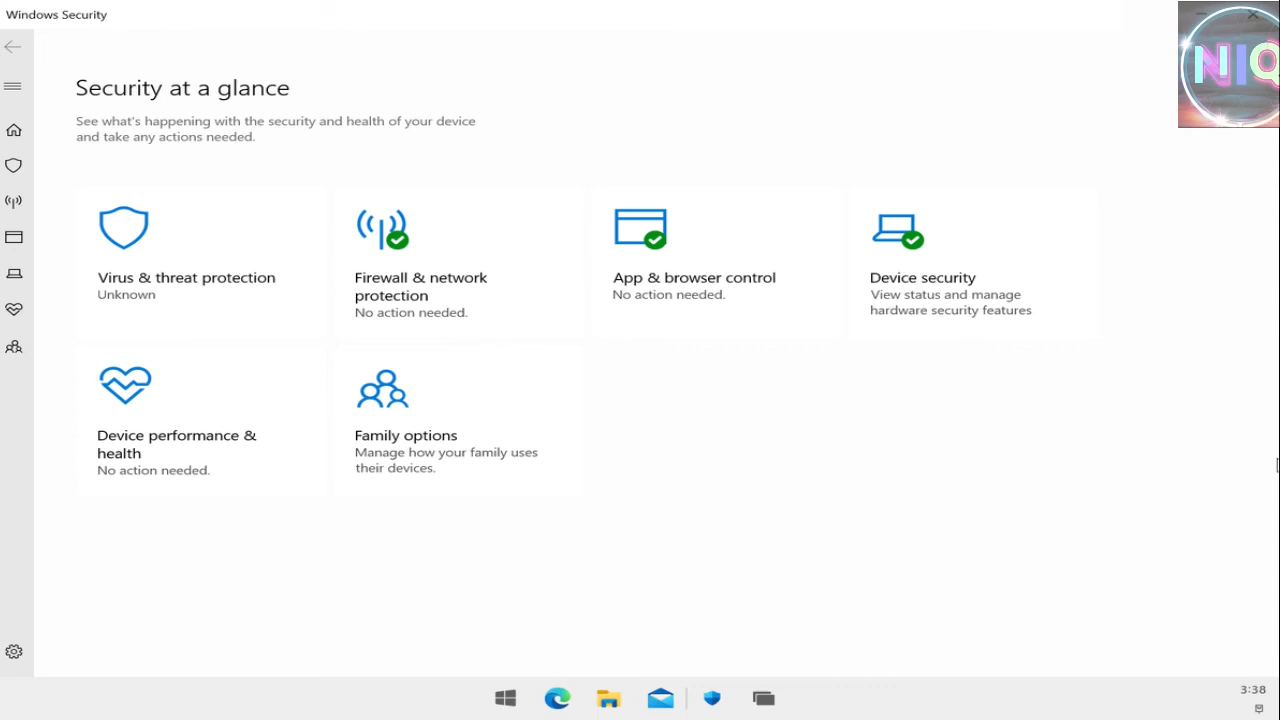 Windows Security
NIQ
Security at a glance
See what's happening with the security and health of your device
and take any actions needed.
Virus & threat protection
Unknown
Firewall & network
protection
No action needed.
App & browser control
No action needed.
Device security
View status and manage
hardware security features
Device performance &
health
No action needed.
Family options
Manage how your family uses
their devices.
3:38